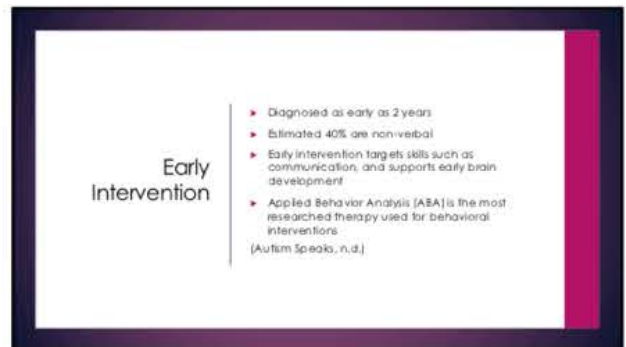 Early
Intervention
Diagnosed as early as 2 years
Estimated 40% are non-verbal
Early intervention targets skills such as
communication, and supports early brain
development
Applied Behavior Analysis (ABA) is the most
researched therapy used for behavioral
interventions
(Autism Speaks, n.d.)